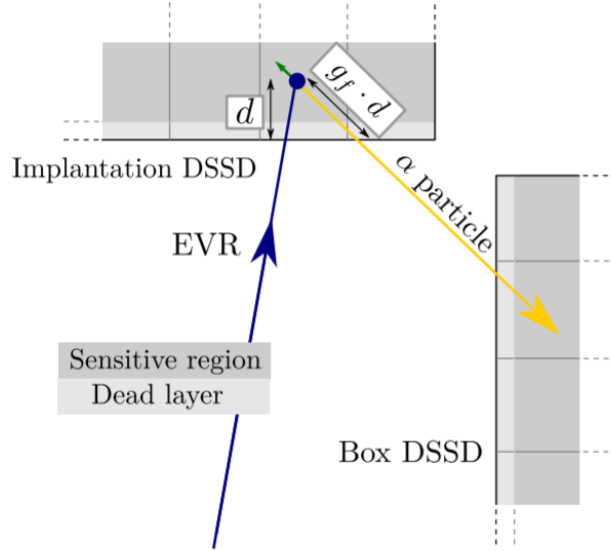 g_f · d
d
Implantation DSSD
α particle
EVR
Sensitive region
Dead layer
Box DSSD